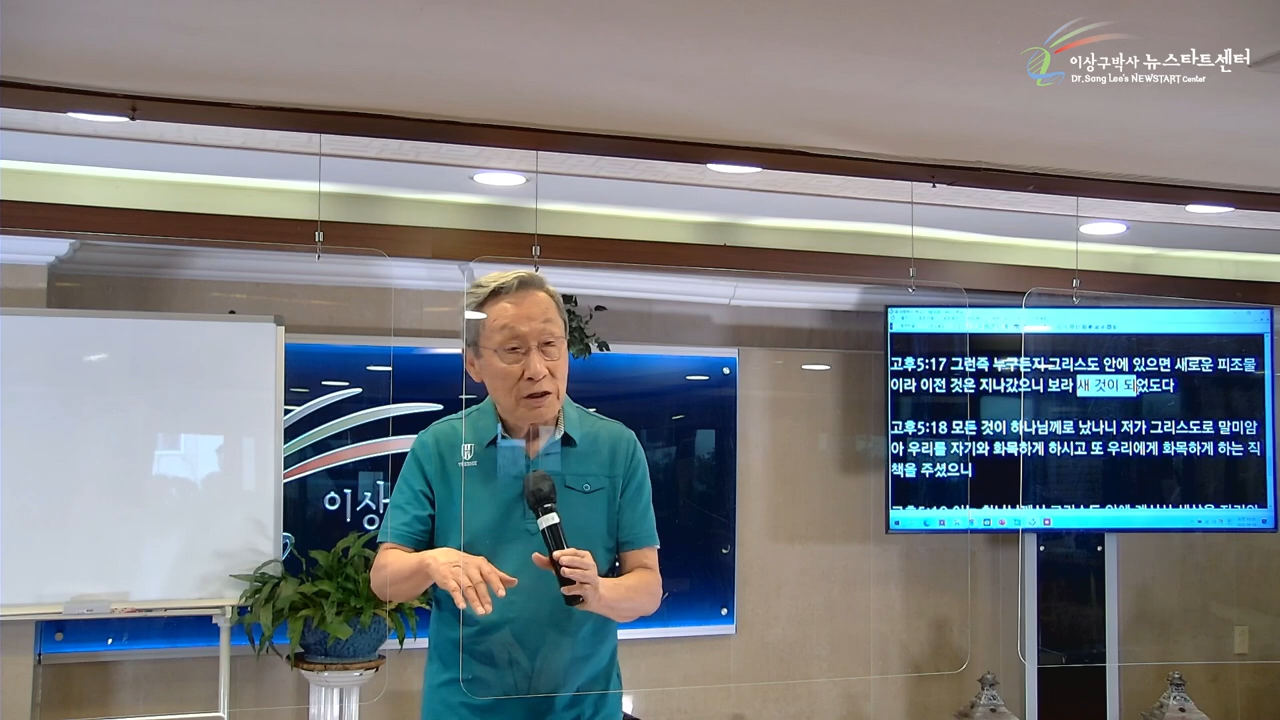 이상구박사 뉴스타트센터
Dr. Sang Lee's NEWSTART Center
고후5:17 그런즉 누구든지 그리스도 안에 있으면 새로운 피조물
이라 이전 것은 지나갔으니 보라 새 것이 되었도다
고후5:18 모든 것이 하나님께로 났나니 저가 그리스도로 말미암
아 우리를 자기와 화목하게 하시고 또 우리에게 화목하게 하는 직
책을 주셨으니
이상